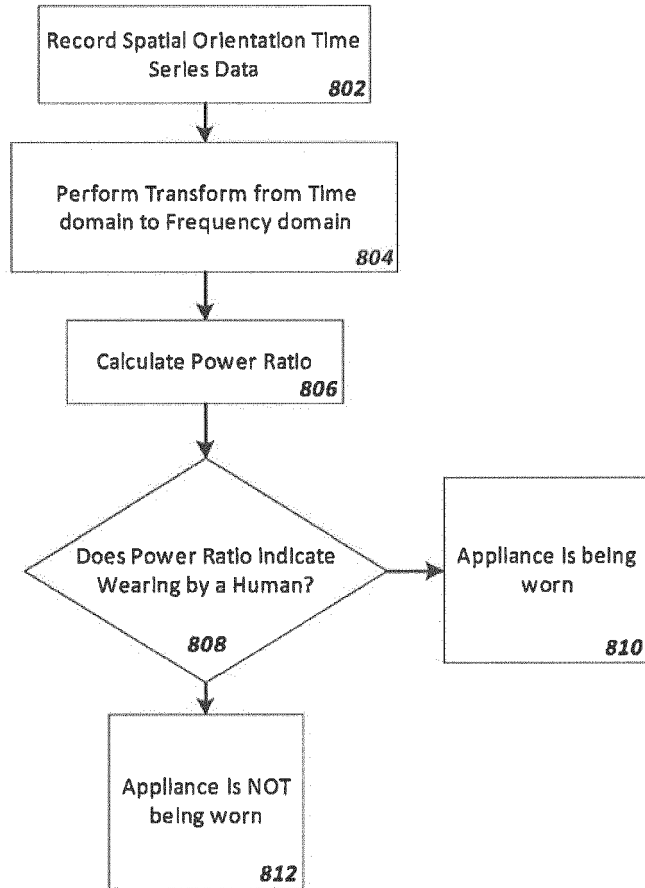 Record Spatial Orientation Time
Series Data
802
Perform Transform from Time
domain to Frequency domain
804
Calculate Power Ratio
806
Does Power Ratio Indicate
Wearing by a Human?
808
Appliance is being
worn
810
Appliance is NOT
being worn
812